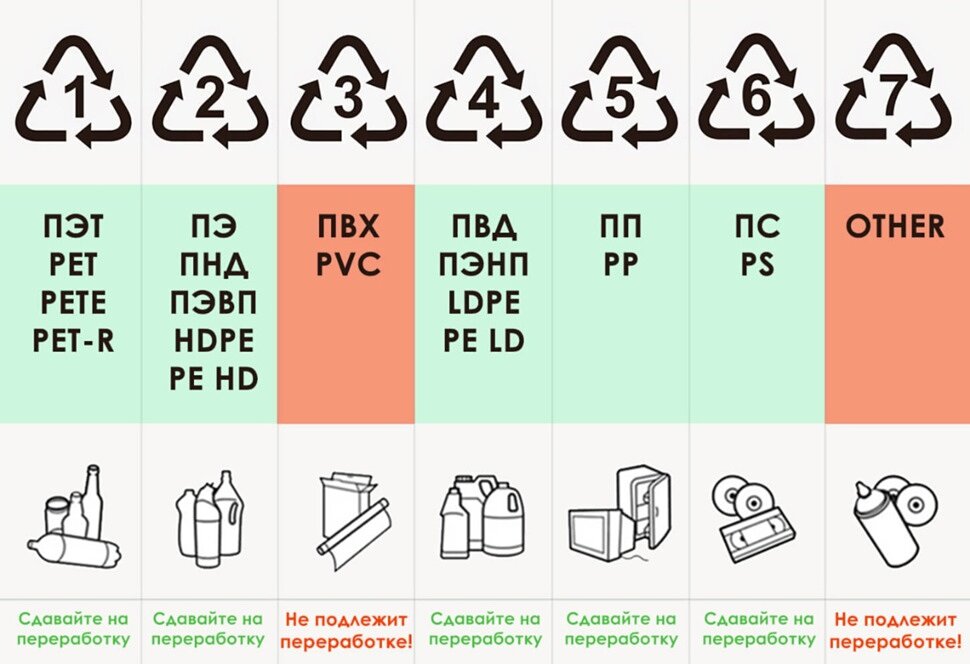 1
2
3
4
5
6
7
ПЭТ
PET
PETE
PET-R
ПЭ
ПНД
ПЭВП
HDPE
PE HD
ПВХ
PVC
ПВД
ПЭНП
LDPE
PE LD
ПП
PP
ПС
PS
OTHER
Сдавайте на
переработку
Сдавайте на
переработку
Не подлежит
переработке!
Сдавайте на
переработку
Сдавайте на
переработку
Сдавайте на
переработку
Не подлежит
переработке!